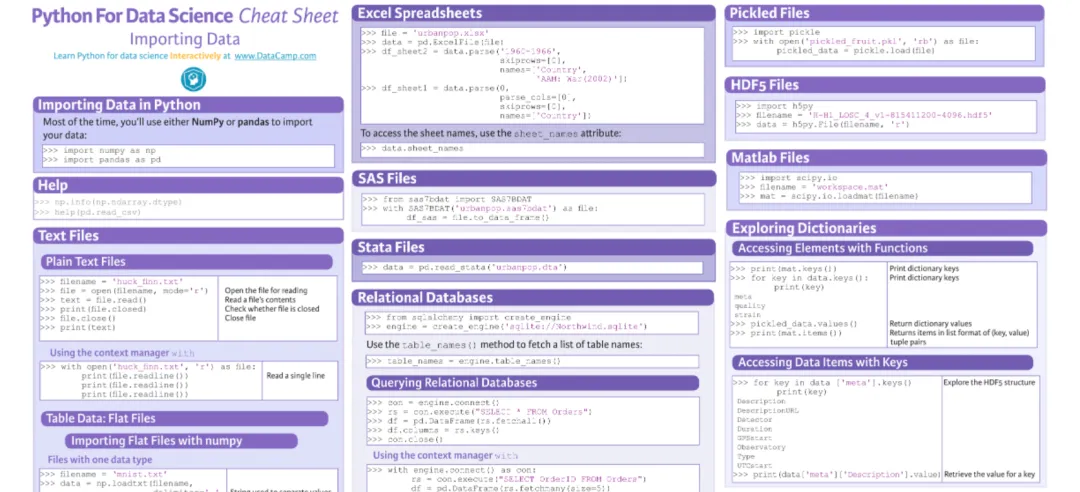 Python For Data Science Cheat Sheet
Importing Data
Learn Python for data science Interactively at www.DataCamp.com
Importing Data in Python
Most of the time, you'll use either NumPy or pandas to import
your data:
>>> import numpy as np
>>> import pandas as pd
Help
>>> np.info(np.ndarray.dtype)
>>> help(pd.read_csv)
Text Files
Plain Text Files
>>> filename = 'huck_finn.txt'
>>> file = open(filename, mode='r') Open the file for reading
>>> text = file.read() Read a file's contents
>>> print(file.closed) Check whether file is closed
>>> file.close() Close file
>>> print(text)
Using the context manager with
>>> with open('huck_finn.txt', 'r') as file:
print(file.readline()) Read a single line
print(file.readline())
print(file.readline())
Table Data: Flat Files
Importing Flat Files with numpy
Files with one data type
>>> filename = 'mnist.txt'
>>> data = np.loadtxt(filename,
Excel Spreadsheets
>>> file = 'urbanpop.xlsx'
>>> data = pd.ExcelFile(file)
>>> df_sheet2 = data.parse('1960-1966',
skiprows=[0],
names=['Country',
'AAM: War(2002)'])
>>> df_sheet1 = data.parse(0,
parse_cols=[0],
skiprows=[0],
names=['Country'])
To access the sheet names, use the sheet_names attribute:
>>> data.sheet_names
SAS Files
>>> from sas7bdat import SAS7BDAT
>>> with SAS7BDAT('urbanpop.sas7bdat') as file:
df_sas = file.to_data_frame()
Stata Files
>>> data = pd.read_stata('urbanpop.dta')
Relational Databases
>>> from sqlalchemy import create_engine
>>> engine = create_engine('sqlite://Northwind.sqlite')
Use the table_names() method to fetch a list of table names:
>>> table_names = engine.table_names()
Querying Relational Databases
>>> con = engine.connect()
>>> rs = con.execute("SELECT * FROM Orders")
>>> df = pd.DataFrame(rs.fetchall())
>>> df.columns = rs.keys()
>>> con.close()
Using the context manager with
>>> with engine.connect() as con:
rs = con.execute("SELECT OrderID FROM Orders")
df = pd.DataFrame(rs.fetchmany(size=5))
Pickled Files
>>> import pickle
>>> with open('pickled_fruit.pkl', 'rb') as file:
pickled_data = pickle.load(file)
HDF5 Files
>>> import h5py
>>> filename = 'H-H1_LOSC_4_v1-815411200-4096.hdf5'
>>> data = h5py.File(filename, 'r')
Matlab Files
>>> import scipy.io
>>> filename = 'workspace.mat'
>>> mat = scipy.io.loadmat(filename)
Exploring Dictionaries
Accessing Elements with Functions
>>> print(mat.keys()) Print dictionary keys
>>> for key in data.keys(): Print dictionary keys
print(key)
meta
quality
strain
>>> pickled_data.values() Return dictionary values
>>> print(mat.items()) Returns items in list format of (key, value)
tuple pairs
Accessing Data Items with Keys
>>> for key in data ['meta'].keys() Explore the HDF5 structure
print(key)
Description
DescriptionURL
Detector
Duration
GPSstart
Observatory
Type
UTCstart
>>> print(data['meta']['Description'].value) Retrieve the value for a key